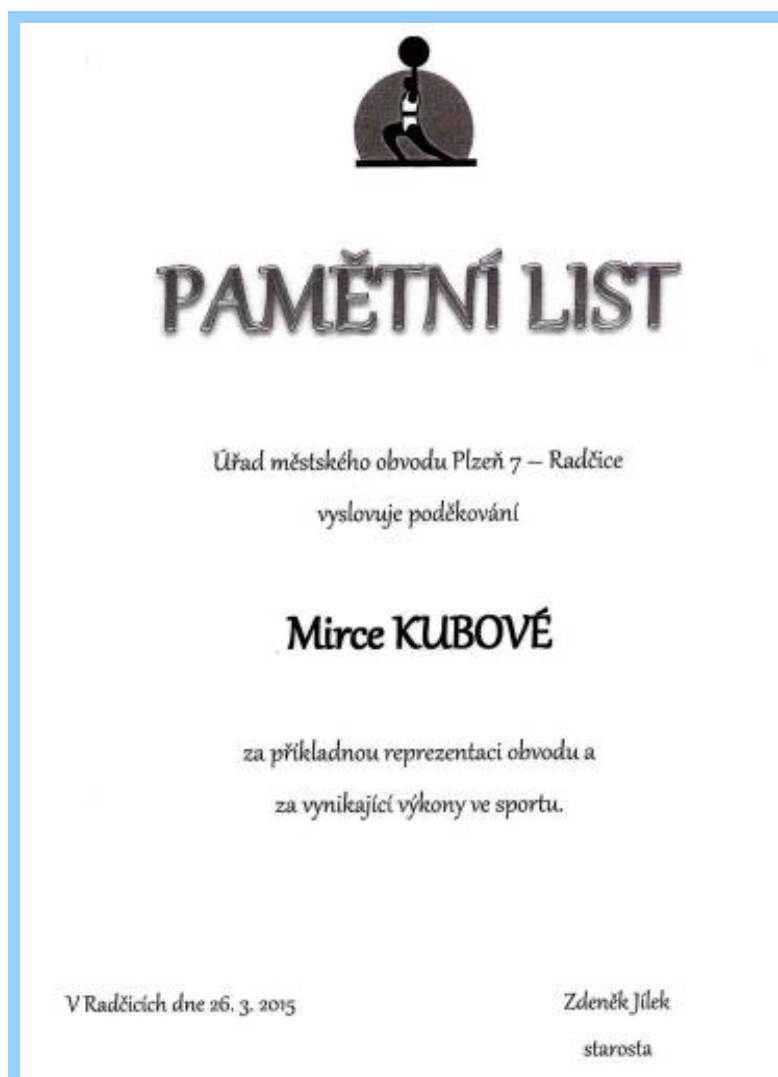 PAMĚTNÍ LIST
Úřad městského obvodu Plzeň 7 – Radčice
vyslovuje poděkování
Mirce KUBOVÉ
za příkladnou reprezentaci obvodu a
za vynikající výkony ve sportu.
V Radčicích dne 26. 3. 2015
Zdeněk Jílek
starosta